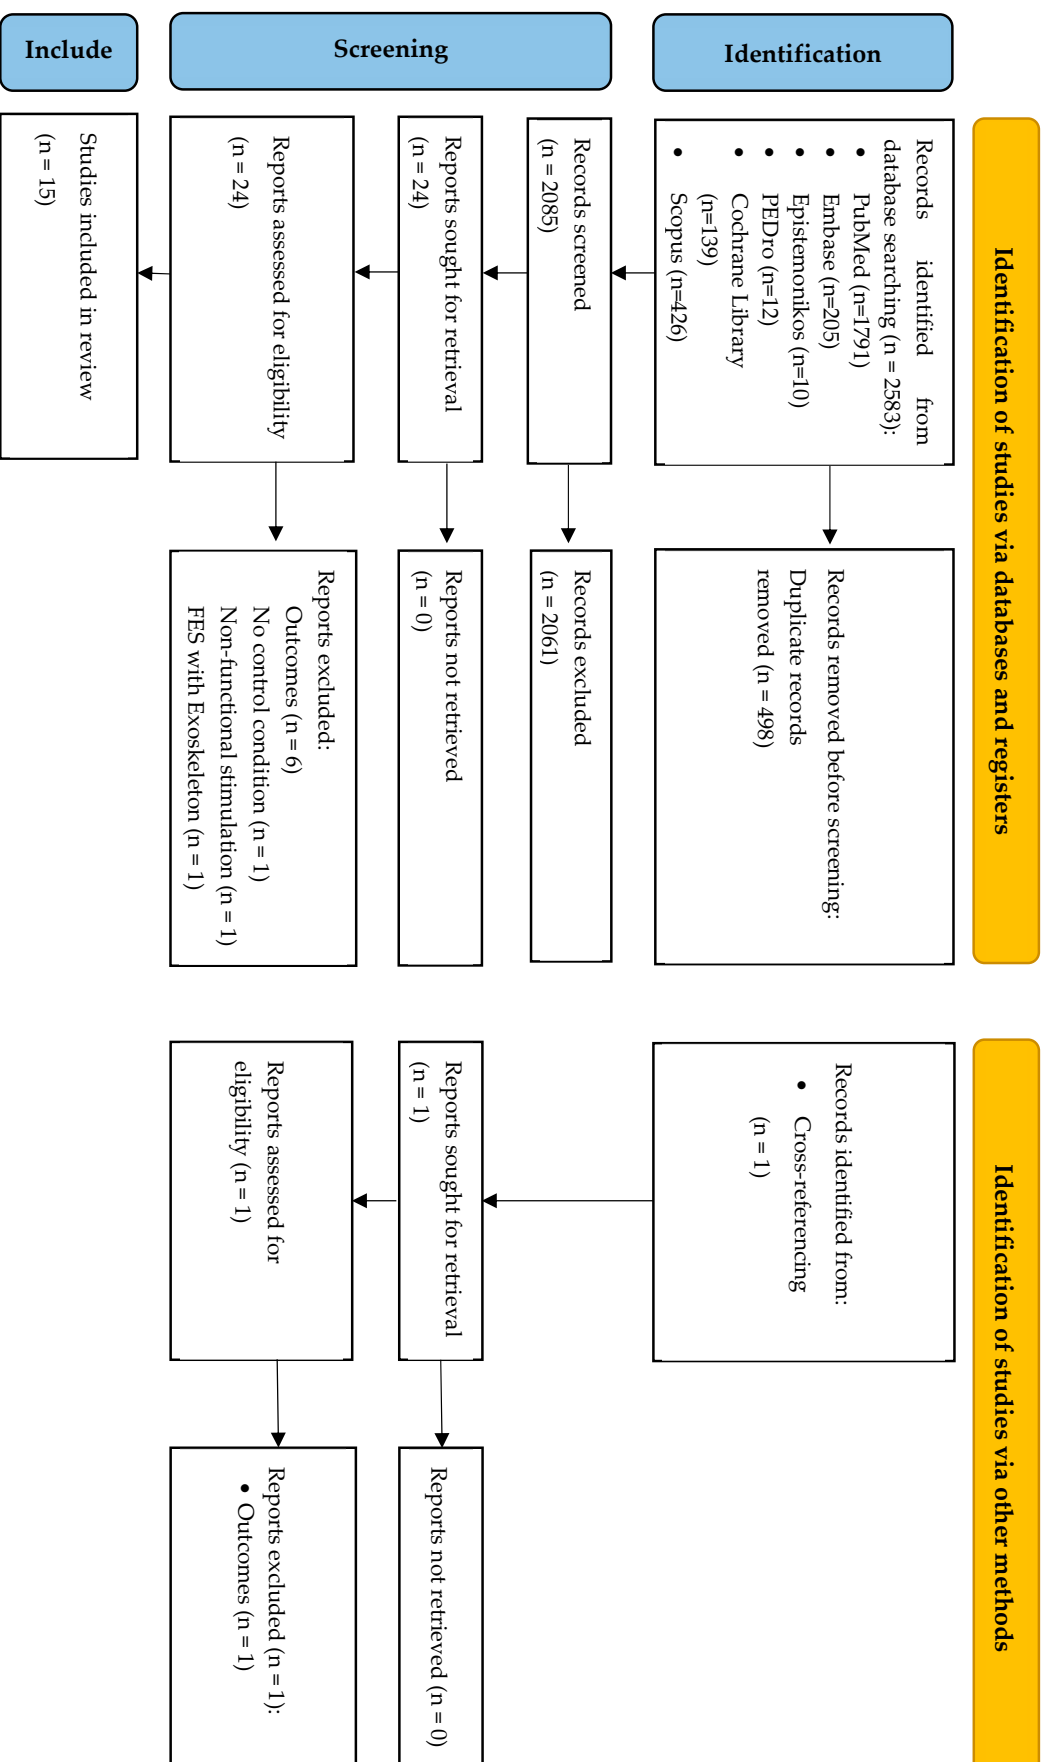 Identification of studies via databases and registers
Identification of studies via other methods
Identification
Records identified from
database searching (n = 2583):
• PubMed (n=1791)
• Embase (n=205)
• Epistemonikos (n=10)
• PEDro (n=12)
• Cochrane Library
(n=139)
• Scopus (n=426)
Records removed before screening:
Duplicate records
removed (n = 498)
Records identified from:
• Cross-referencing
(n = 1)
Screening
Records screened
(n = 2085)
Records excluded
(n = 2061)
Reports sought for retrieval
(n = 24)
Reports not retrieved
(n = 0)
Reports sought for retrieval
(n = 1)
Reports not retrieved (n = 0)
Reports assessed for eligibility
(n = 24)
Reports excluded:
Outcomes (n = 6)
No control condition (n = 1)
Non-functional stimulation (n = 1)
FES with Exoskeleton (n = 1)
Reports assessed for
eligibility (n = 1)
Reports excluded (n = 1):
• Outcomes (n = 1)
Include
Studies included in review
(n = 15)